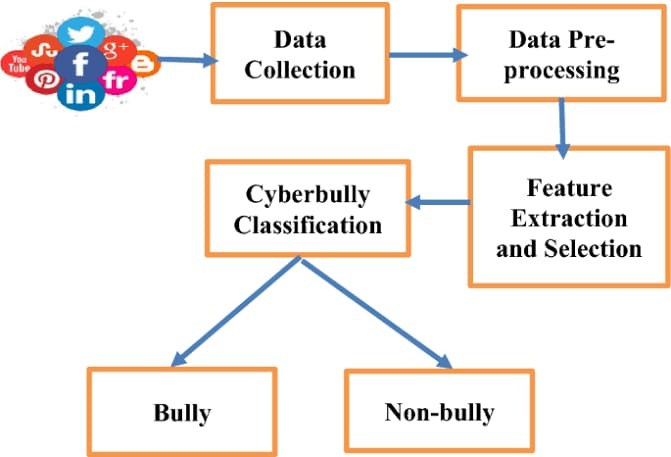 You
Tube
g+
f
in
fr
Data
Collection
Data Pre-
processing
Feature
Extraction
and Selection
Cyberbully
Classification
Bully
Non-bully